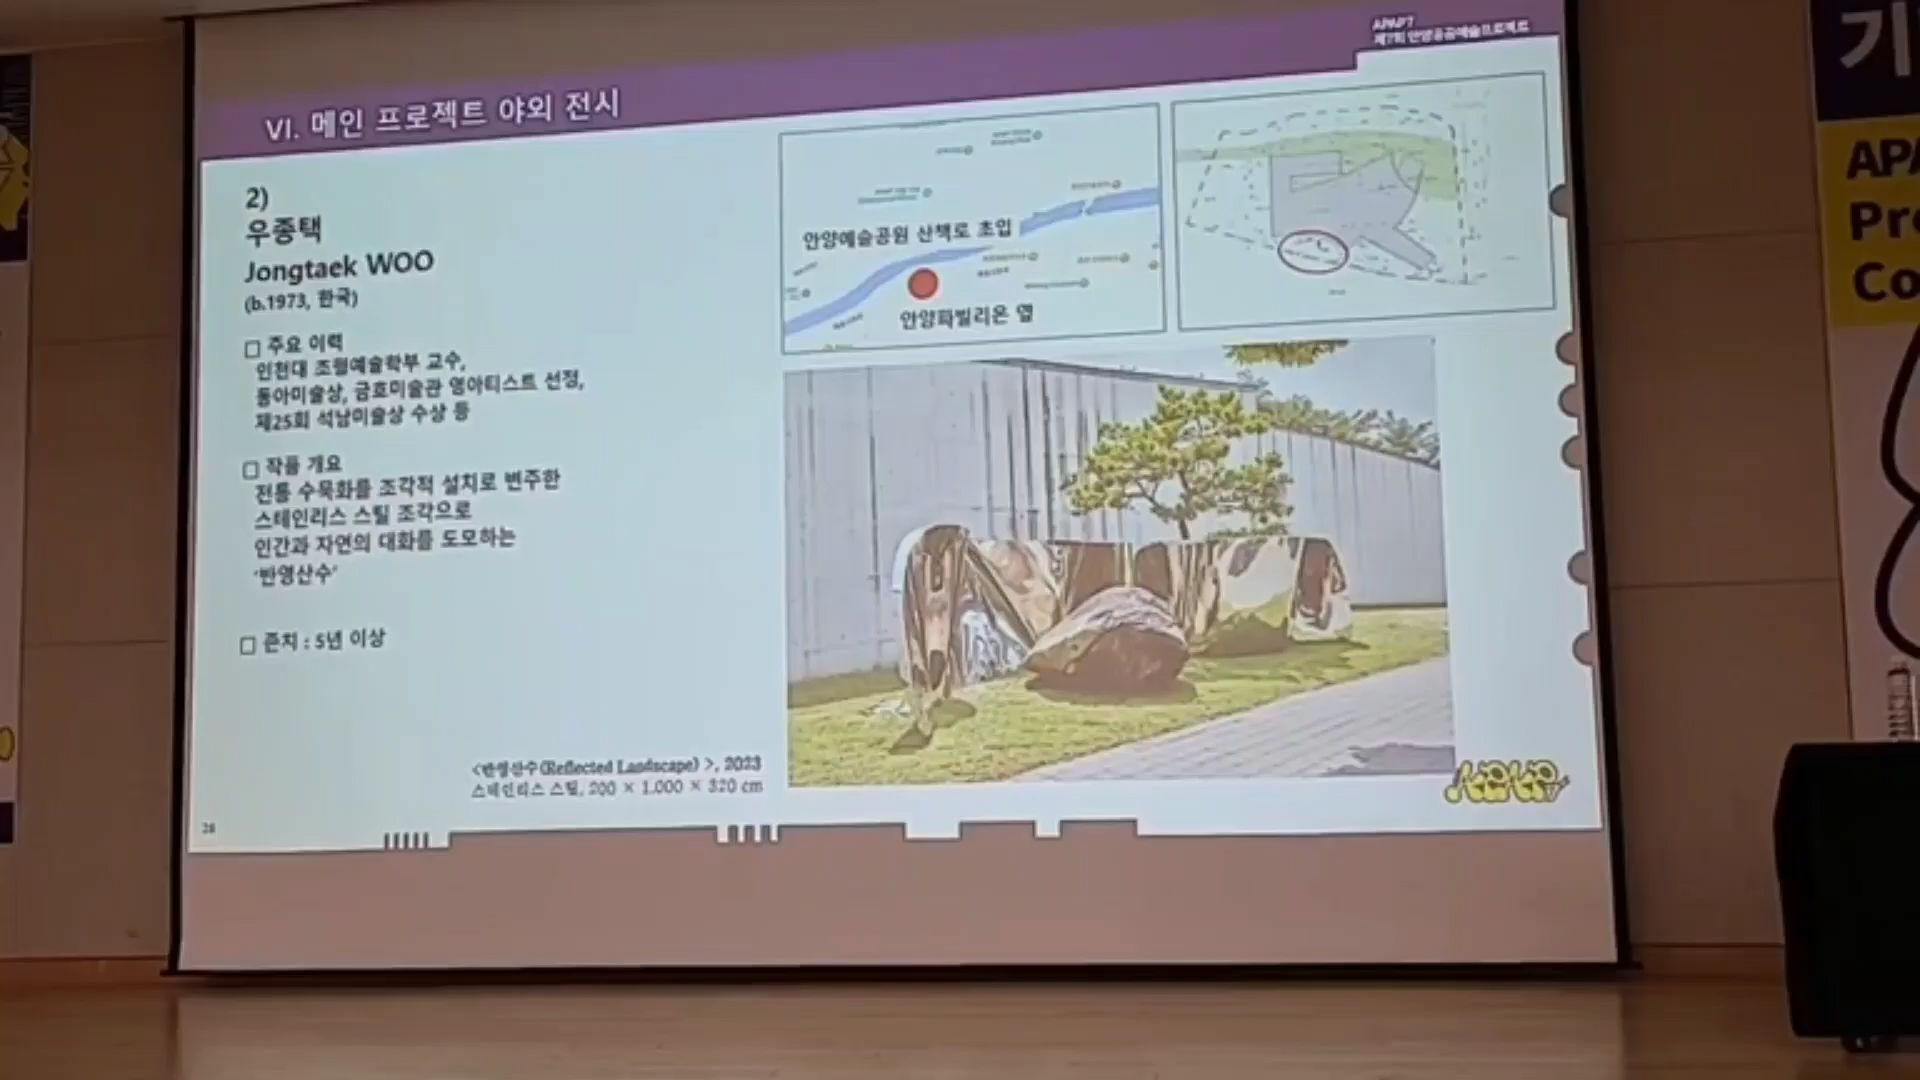 APAP7
제7회 안양공공예술프로젝트
VI. 메인 프로젝트 야외 전시
2)
우종택
Jongtaek WOO
(b.1973, 한국)
□ 주요 이력
인천대 조형예술학부 교수,
동아미술상, 금호미술관 영아티스트 선정,
제25회 석남미술상 수상 등
□ 작품 개요
전통 수묵화를 조각적 설치로 변주한
스테인리스 스틸 조각으로
인간과 자연의 대화를 도모하는
'반영산수'
□ 존치 : 5년 이상
<반영산수(Reflected Landscape) >, 2023
스테인리스 스틸, 200 × 1,000 × 320 cm
28
안양예술공원 산책로 초입
안양파빌리온 옆
기
APA
Pr
Co